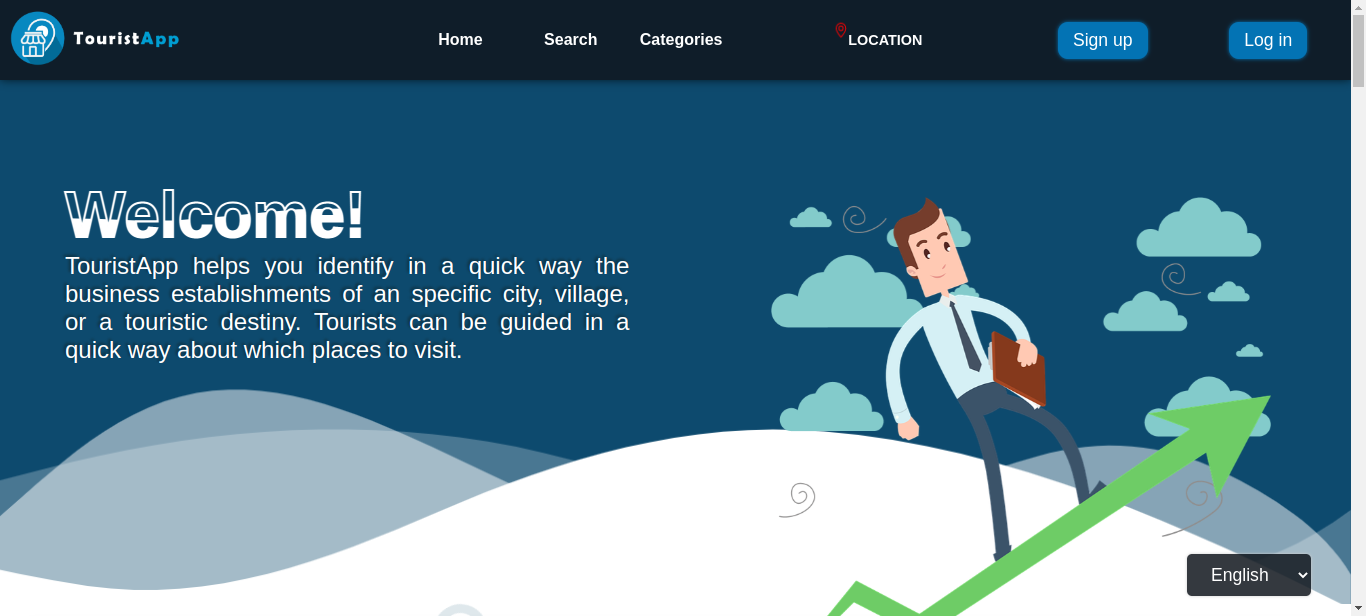 TouristApp
Home
Search
Categories
LOCATION
Sign up
Log in
Welcome!
TouristApp helps you identify in a quick way the
business establishments of an specific city, village,
or a touristic destiny. Tourists can be guided in a
quick way about which places to visit.
English